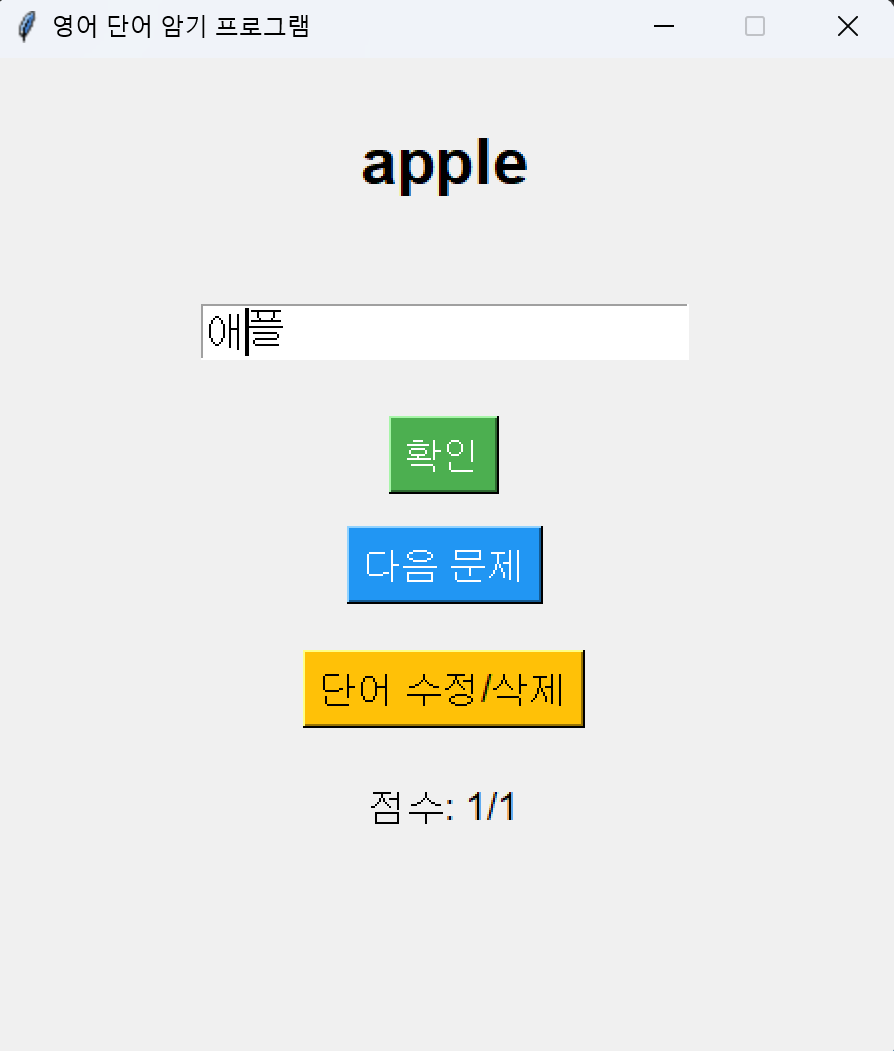 영어 단어 암기 프로그램
apple
애플
확인
다음 문제
단어 수정/삭제
점수: 1/1